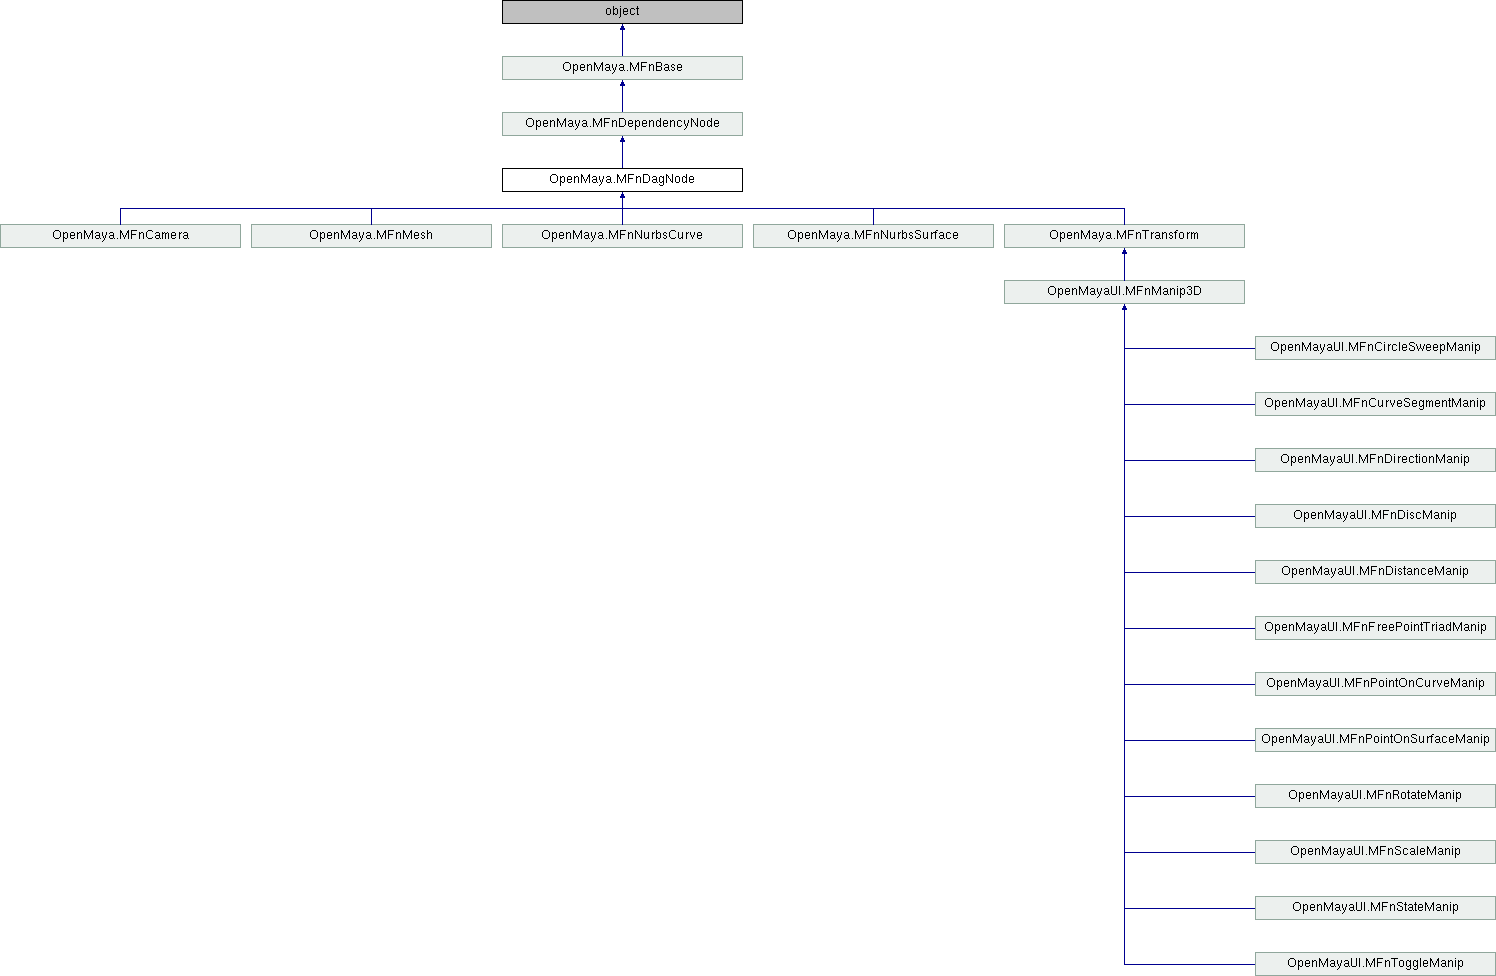 object
OpenMaya.MFnBase
OpenMaya.MFnDependencyNode
OpenMaya.MFnDagNode
OpenMaya.MFnCamera
OpenMaya.MFnMesh
OpenMaya.MFnNurbsCurve
OpenMaya.MFnNurbsSurface
OpenMaya.MFnTransform
OpenMayaUI.MFnManip3D
OpenMayaUI.MFnCircleSweepManip
OpenMayaUI.MFnCurveSegmentManip
OpenMayaUI.MFnDirectionManip
OpenMayaUI.MFnDiscManip
OpenMayaUI.MFnDistanceManip
OpenMayaUI.MFnFreePointTriadManip
OpenMayaUI.MFnPointOnCurveManip
OpenMayaUI.MFnPointOnSurfaceManip
OpenMayaUI.MFnRotateManip
OpenMayaUI.MFnScaleManip
OpenMayaUI.MFnStateManip
OpenMayaUI.MFnToggleManip